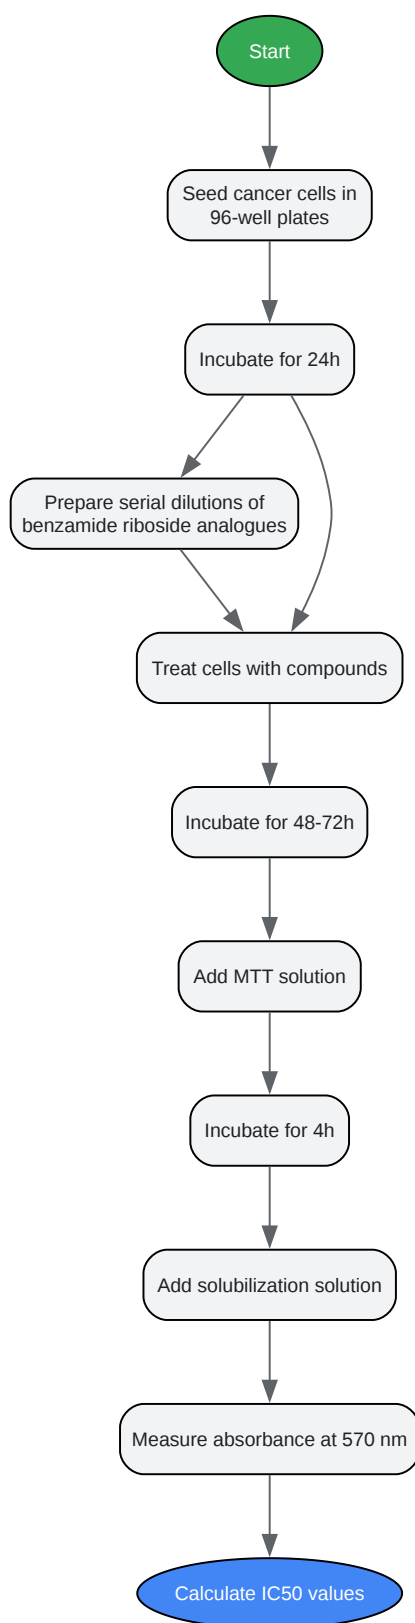 Start
Seed cancer cells in
96-well plates
Incubate for 24h
Prepare serial dilutions of
benzamide riboside analogues
Treat cells with compounds
Incubate for 48-72h
Add MTT solution
Incubate for 4h
Add solubilization solution
Measure absorbance at 570 nm
Calculate IC50 values